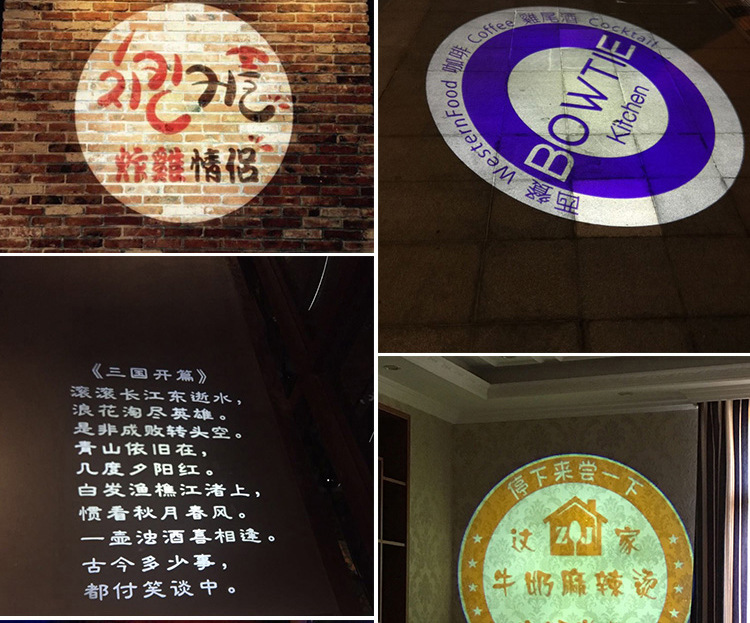 炸雞情侶
西餐 WesternFood 咖啡 Coffee 雞尾酒 Cocktail
BOWTIE
Kitchen
《三国开篇》
滚滚长江东逝水，
浪花淘尽英雄。
是非成败转头空。
青山依旧在，
几度夕阳红。
白发渔樵江渚上，
惯看秋月春风。
一壶浊酒喜相逢。
古今多少事，
都付笑谈中。
停下来尝一下
这 ZJ 家
牛奶麻辣烫